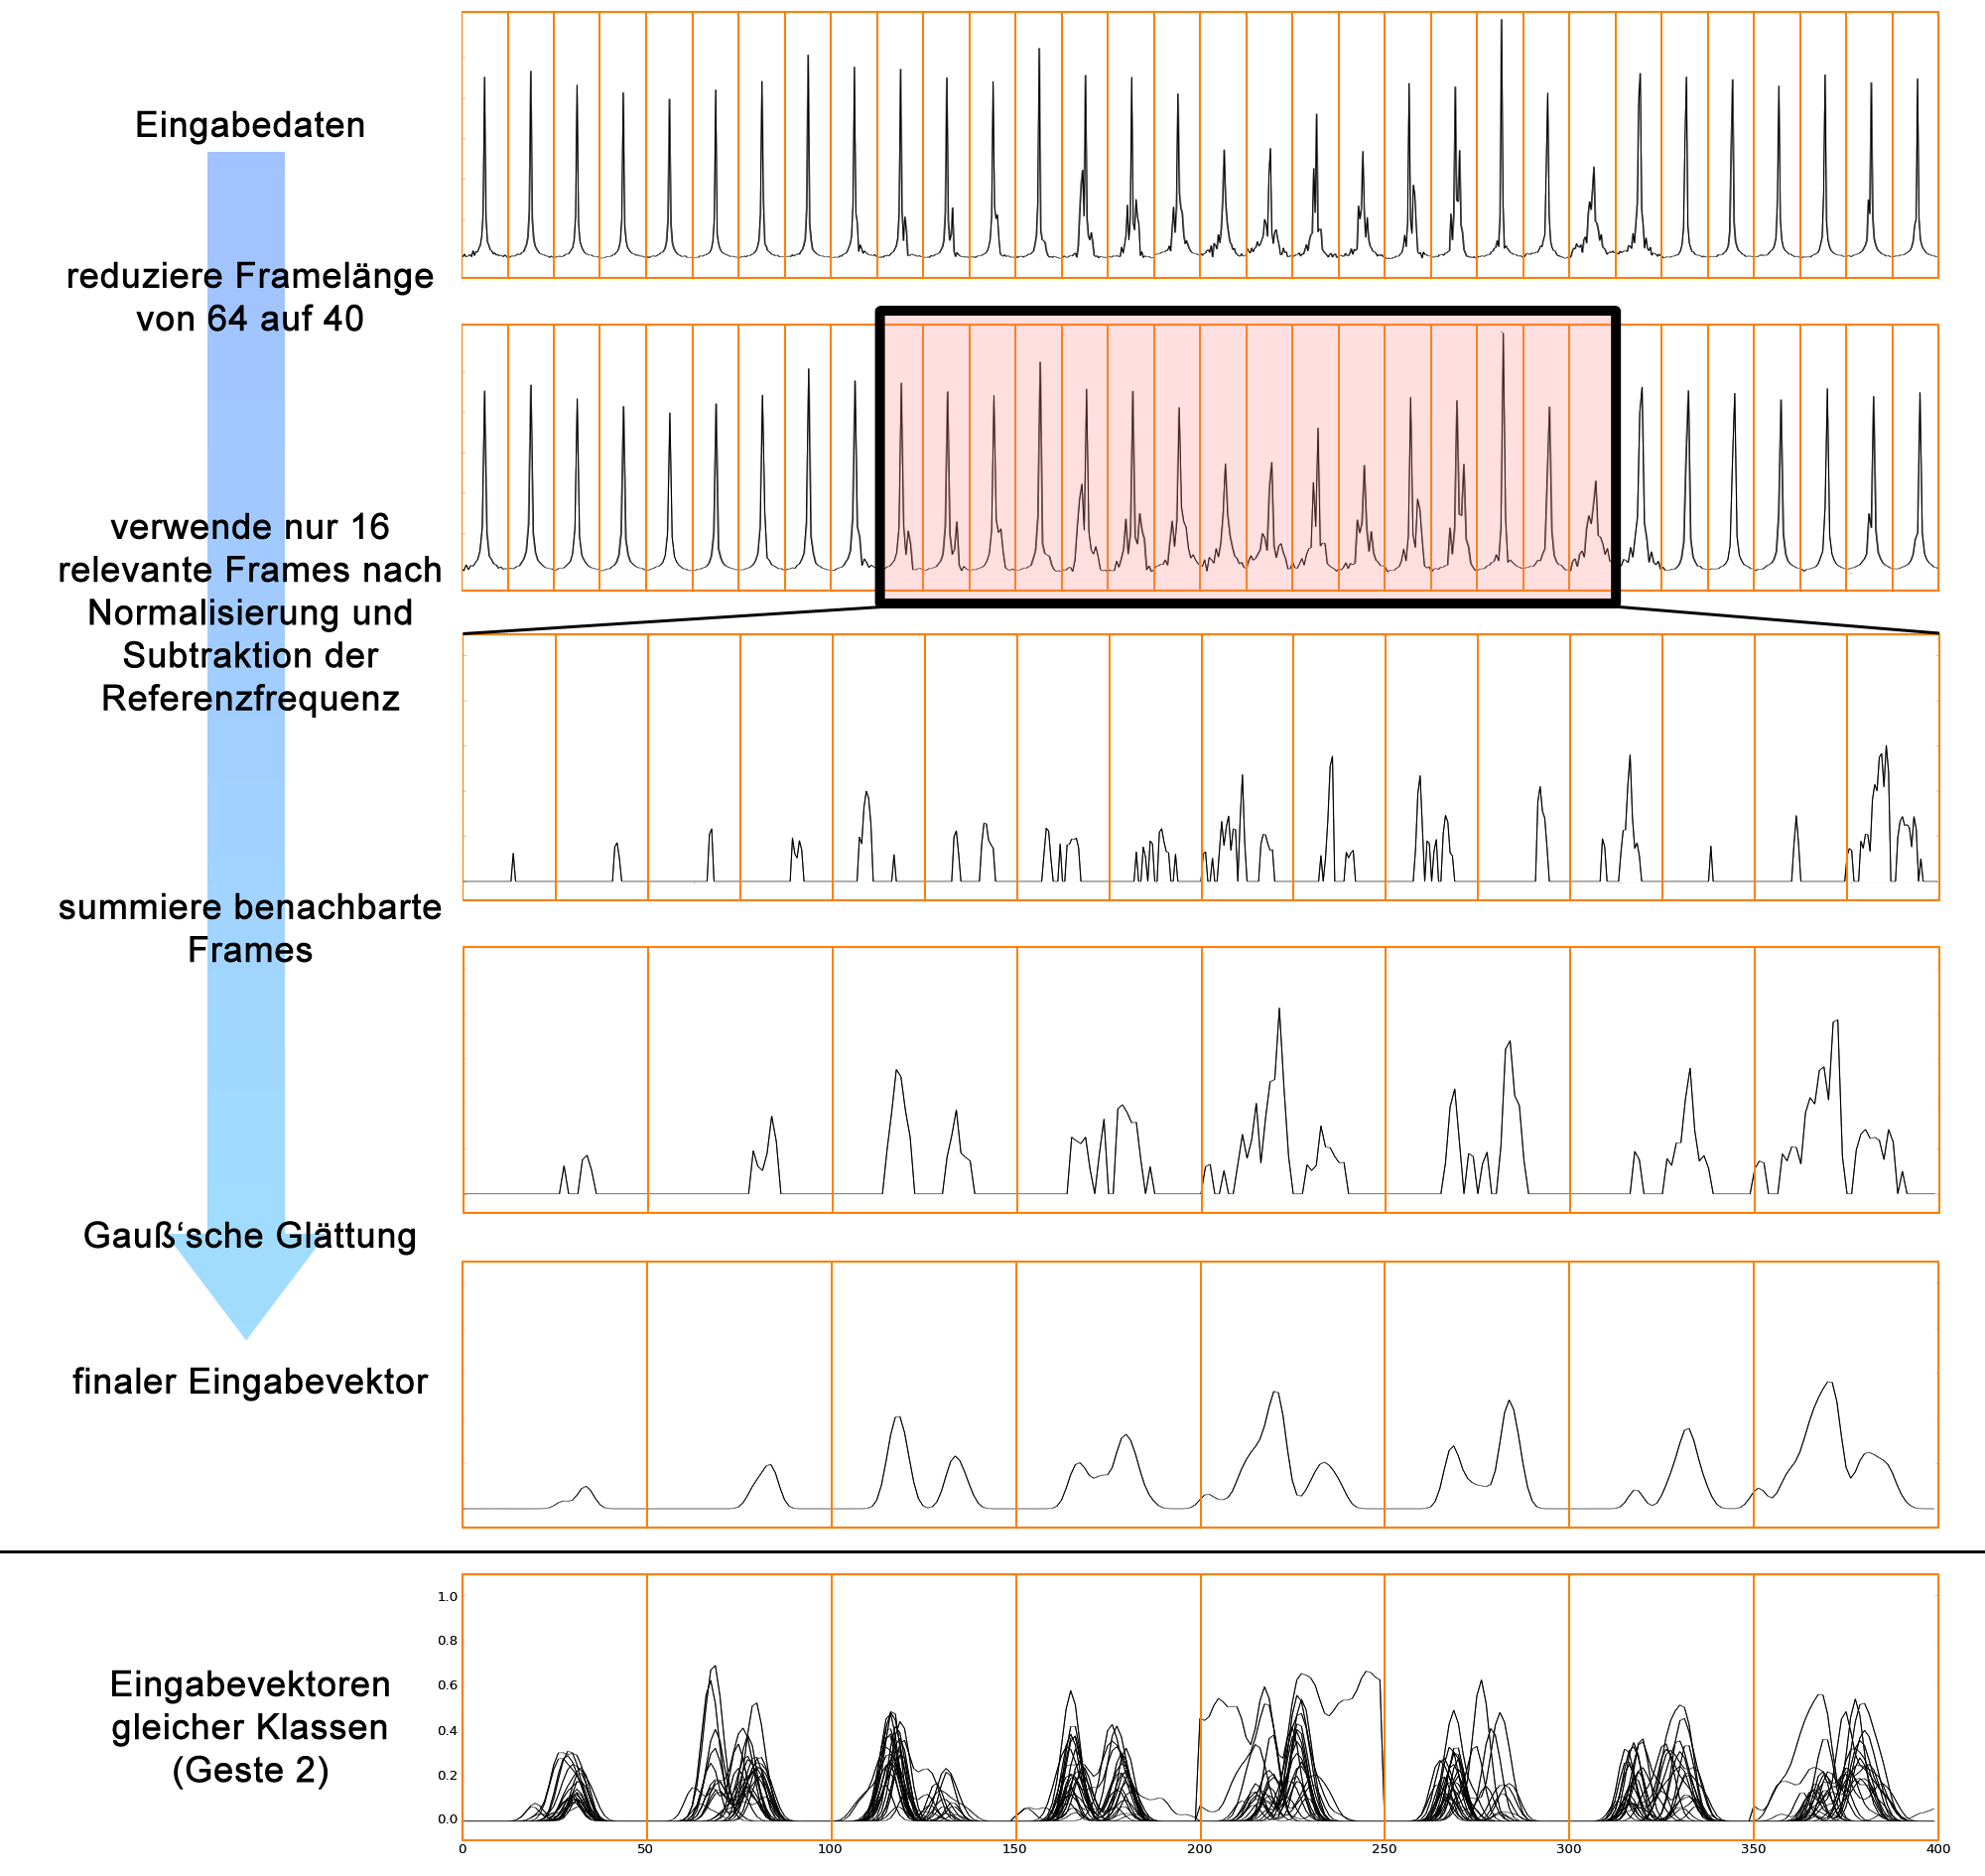 Eingabedaten
reduziere Framelänge
von 64 auf 40
verwende nur 16
relevante Frames nach
Normalisierung und
Subtraktion der
Referenzfrequenz
summiere benachbarte
Frames
Gauß‘sche Glättung
finaler Eingabevektor
Eingabevektoren
gleicher Klassen
(Geste 2)
1.0
0.8
0.6
0.4
0.2
0.0
0 50 100 150 200 250 300 350 400